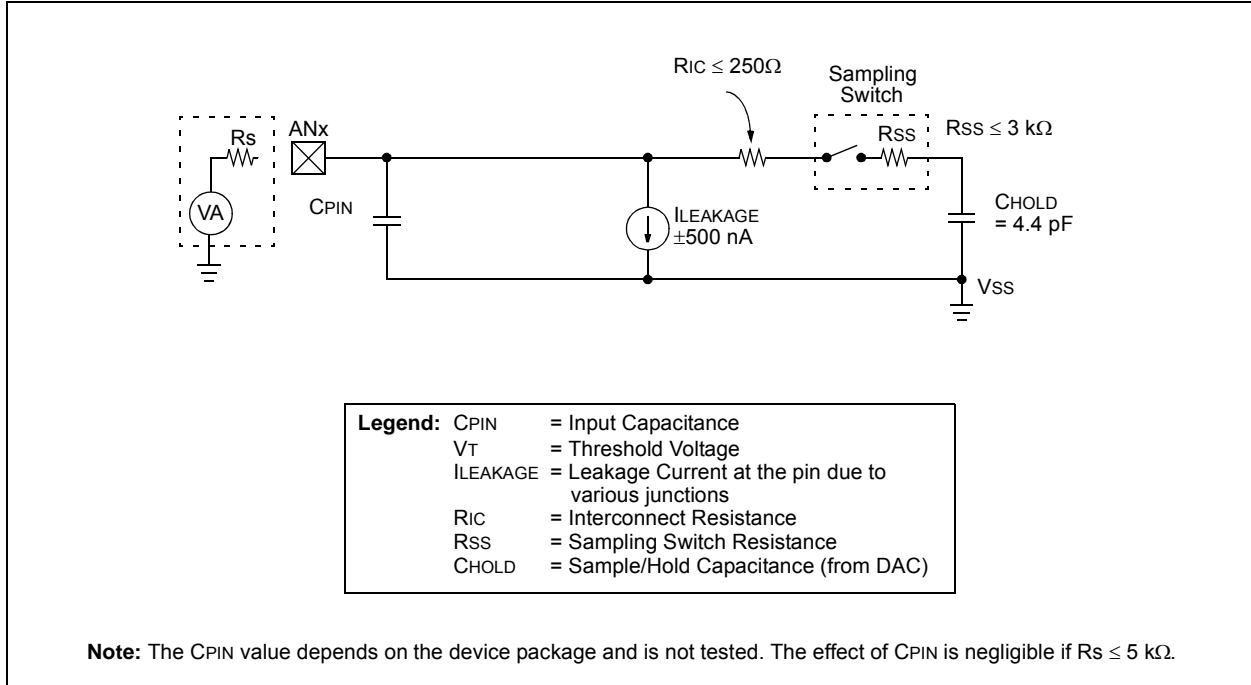 RIC ≤ 250Ω
Sampling
Switch
Rs
ANx
RSS
RSS ≤ 3 kΩ
VA
CPIN
ILEAKAGE
±500 nA
CHOLD
= 4.4 pF
VSS
Legend: CPIN = Input Capacitance
VT = Threshold Voltage
ILEAKAGE = Leakage Current at the pin due to
various junctions
RIC = Interconnect Resistance
RSS = Sampling Switch Resistance
CHOLD = Sample/Hold Capacitance (from DAC)
Note: The CPIN value depends on the device package and is not tested. The effect of CPIN is negligible if Rs ≤ 5 kΩ.